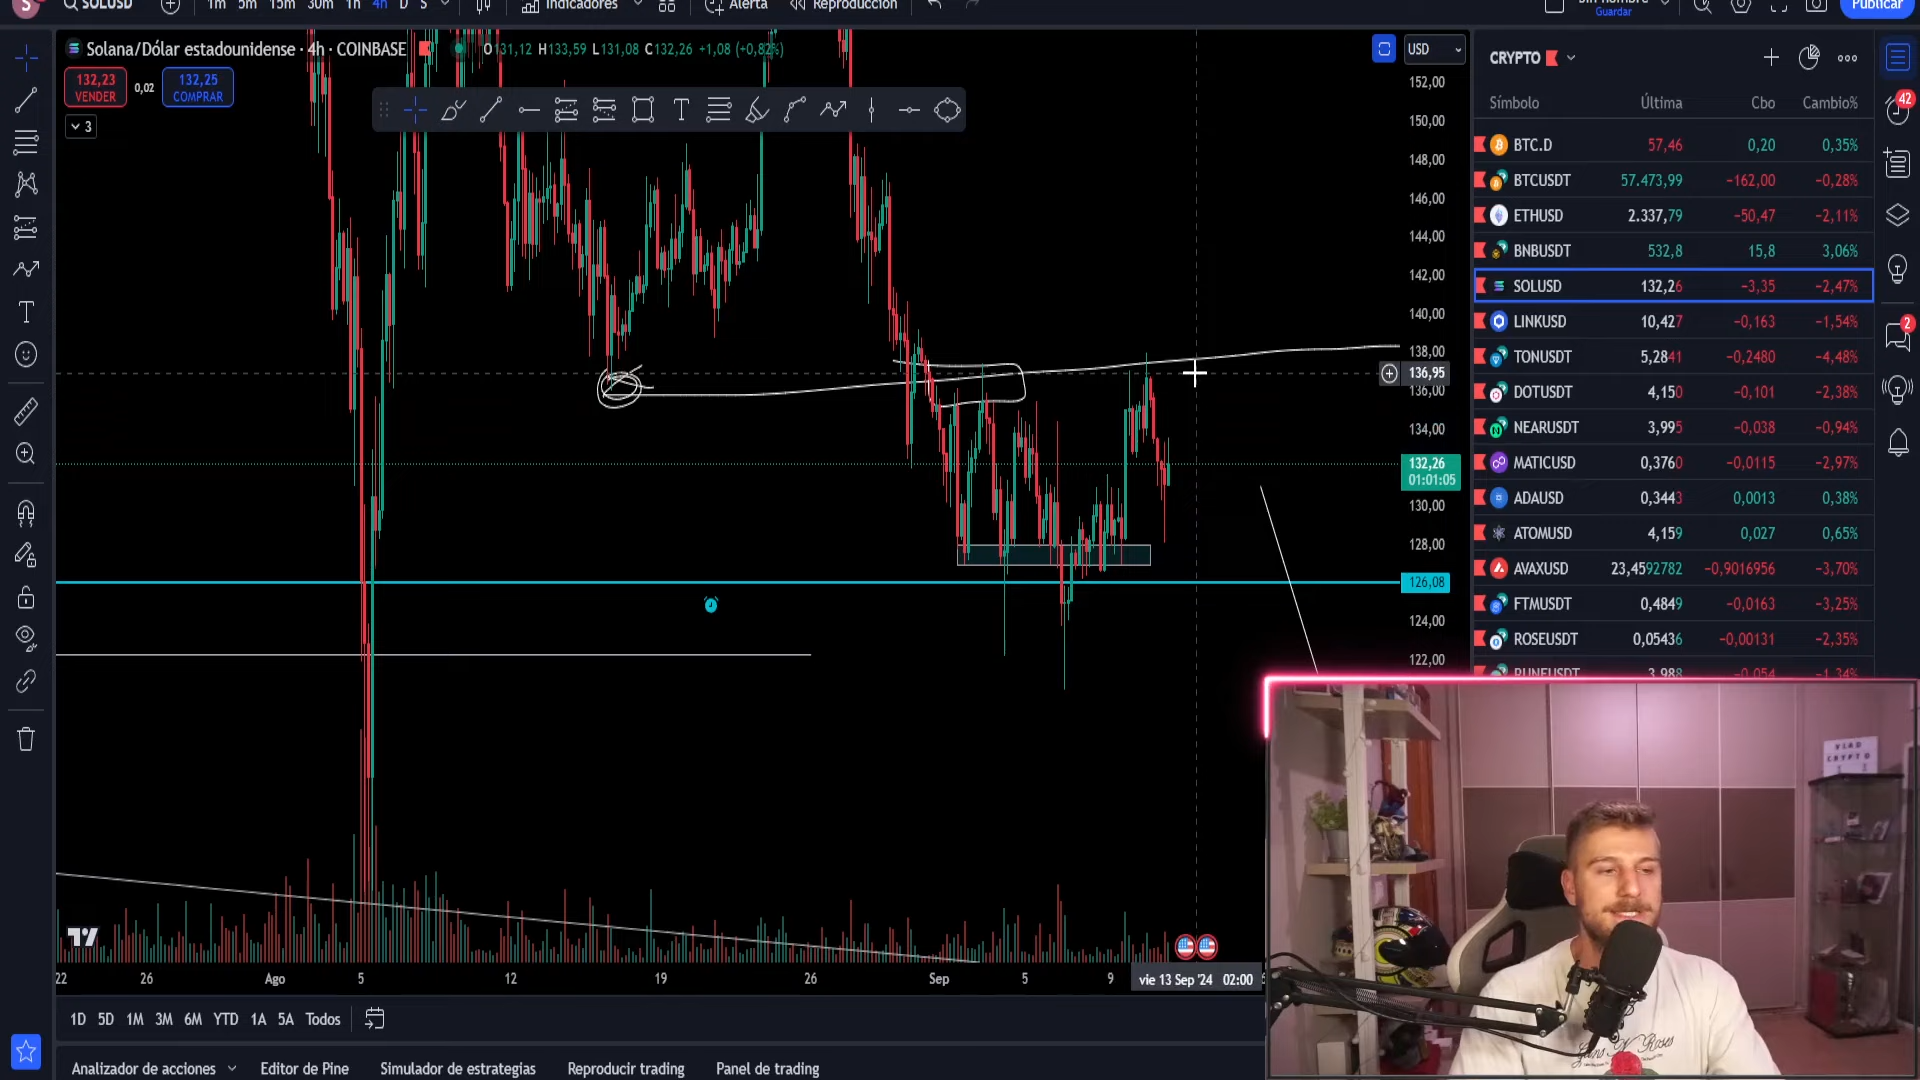 SOLUSD
1m 5m 15m 30m 1h 4h D S
Indicadores
Alerta
Reproducción
Sin nombre
Guardar
Publicar
Solana/Dólar estadounidense · 4h · COINBASE
O131,12 H133,59 L131,08 C132,26 +1,08 (+0,82%)
132,23
VENDER
0,02
132,25
COMPRAR
3
USD
152,00
150,00
148,00
146,00
144,00
142,00
140,00
138,00
136,95
136,00
134,00
132,26
01:01:05
130,00
128,00
126,08
124,00
122,00
22 26 Ago 5 12 19 26 Sep 5 9
vie 13 Sep '24 02:00
1D 5D 1M 3M 6M YTD 1A 5A Todos
Analizador de acciones
Editor de Pine
Simulador de estrategias
Reproducir trading
Panel de trading
CRYPTO
Símbolo Última Cbo Cambio%
BTC.D 57,46 0,20 0,35%
BTCUSDT 57.473,99 −162,00 −0,28%
ETHUSD 2.337,79 −50,47 −2,11%
BNBUSDT 532,8 15,8 3,06%
SOLUSD 132,26 −3,35 −2,47%
LINKUSD 10,427 −0,163 −1,54%
TONUSDT 5,2841 −0,2480 −4,48%
DOTUSDT 4,150 −0,101 −2,38%
NEARUSDT 3,995 −0,038 −0,94%
MATICUSD 0,3760 −0,0115 −2,97%
ADAUSD 0,3443 0,0013 0,38%
ATOMUSD 4,159 0,027 0,65%
AVAXUSD 23,4592782 −0,9016956 −3,70%
FTMUSDT 0,4849 −0,0163 −3,25%
ROSEUSDT 0,05436 −0,00131 −2,35%
RUNEUSDT 3,988 −0,054 −1,34%
42
2
VLAD
CRYPTO
Guns N' Roses